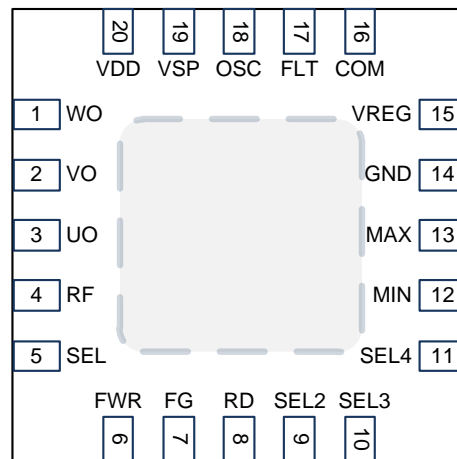 20 19 18 17 16
VDD VSP OSC FLT COM
1 WO VREG 15
2 VO GND 14
3 UO MAX 13
4 RF MIN 12
5 SEL SEL4 11
FWR FG RD SEL2 SEL3
6 7 8 9 10